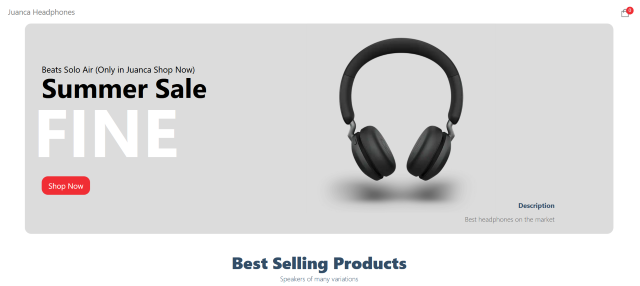 Juanca Headphones
0
Beats Solo Air (Only in Juanca Shop Now)
Summer Sale
FINE
Shop Now
Description
Best headphones on the market
Best Selling Products
Speakers of many variations